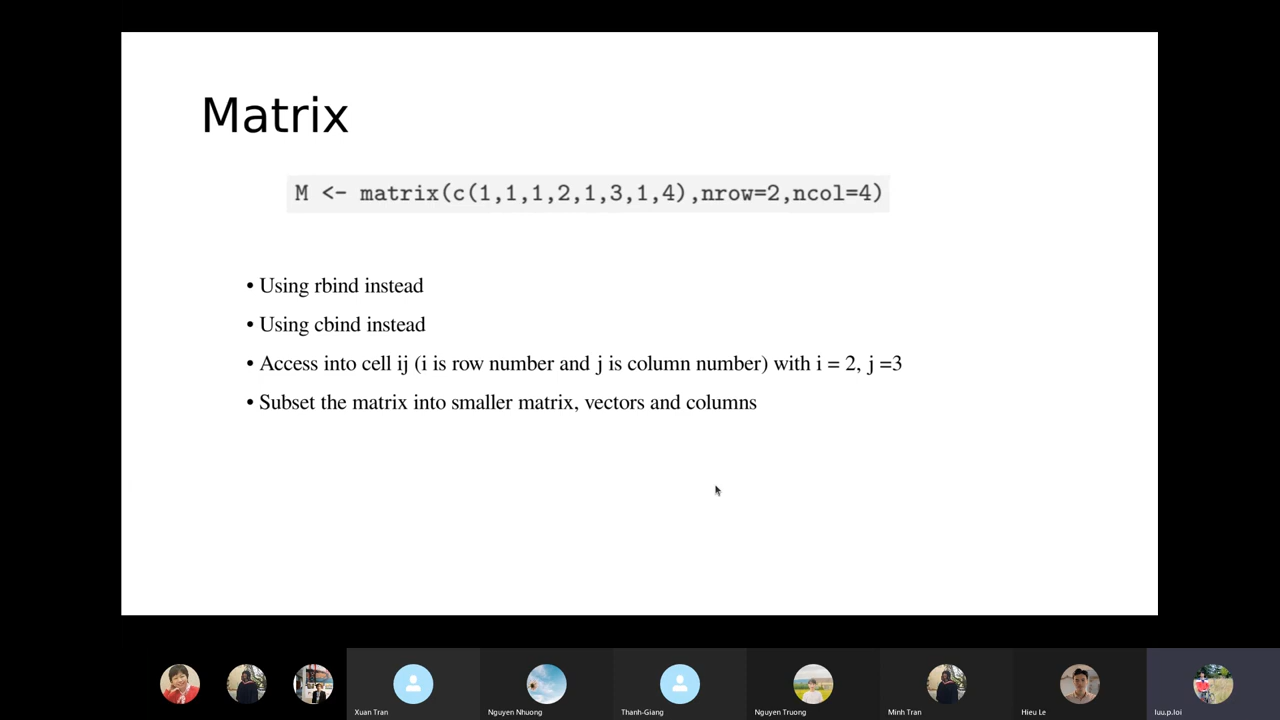 Matrix
M <- matrix(c(1,1,1,2,1,3,1,4),nrow=2,ncol=4)
• Using rbind instead
• Using cbind instead
• Access into cell ij (i is row number and j is column number) with i = 2, j =3
• Subset the matrix into smaller matrix, vectors and columns
Xuan Tran
Nguyen Nhuong
Thanh-Giang
Nguyen Truong
Minh Tran
Hieu Le
luu.p.loi